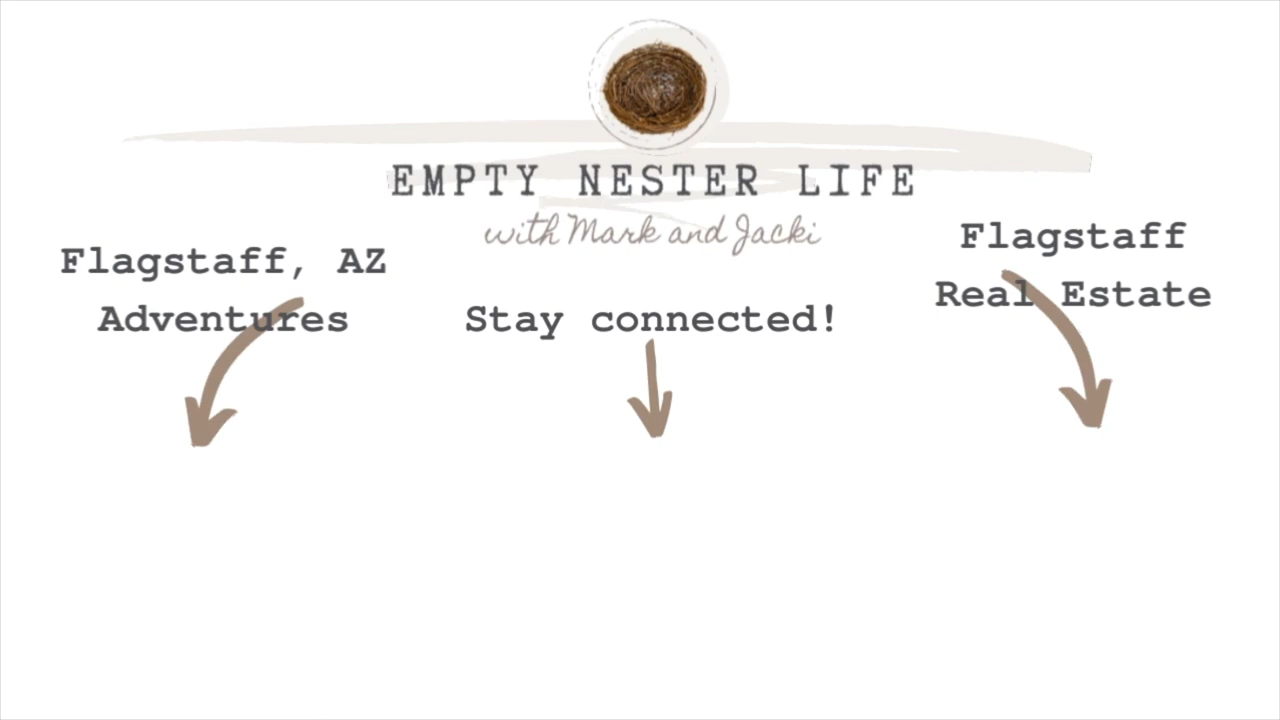 EMPTY NESTER LIFE
with Mark and Jacki
Flagstaff, AZ
Adventures
Stay connected!
Flagstaff
Real Estate